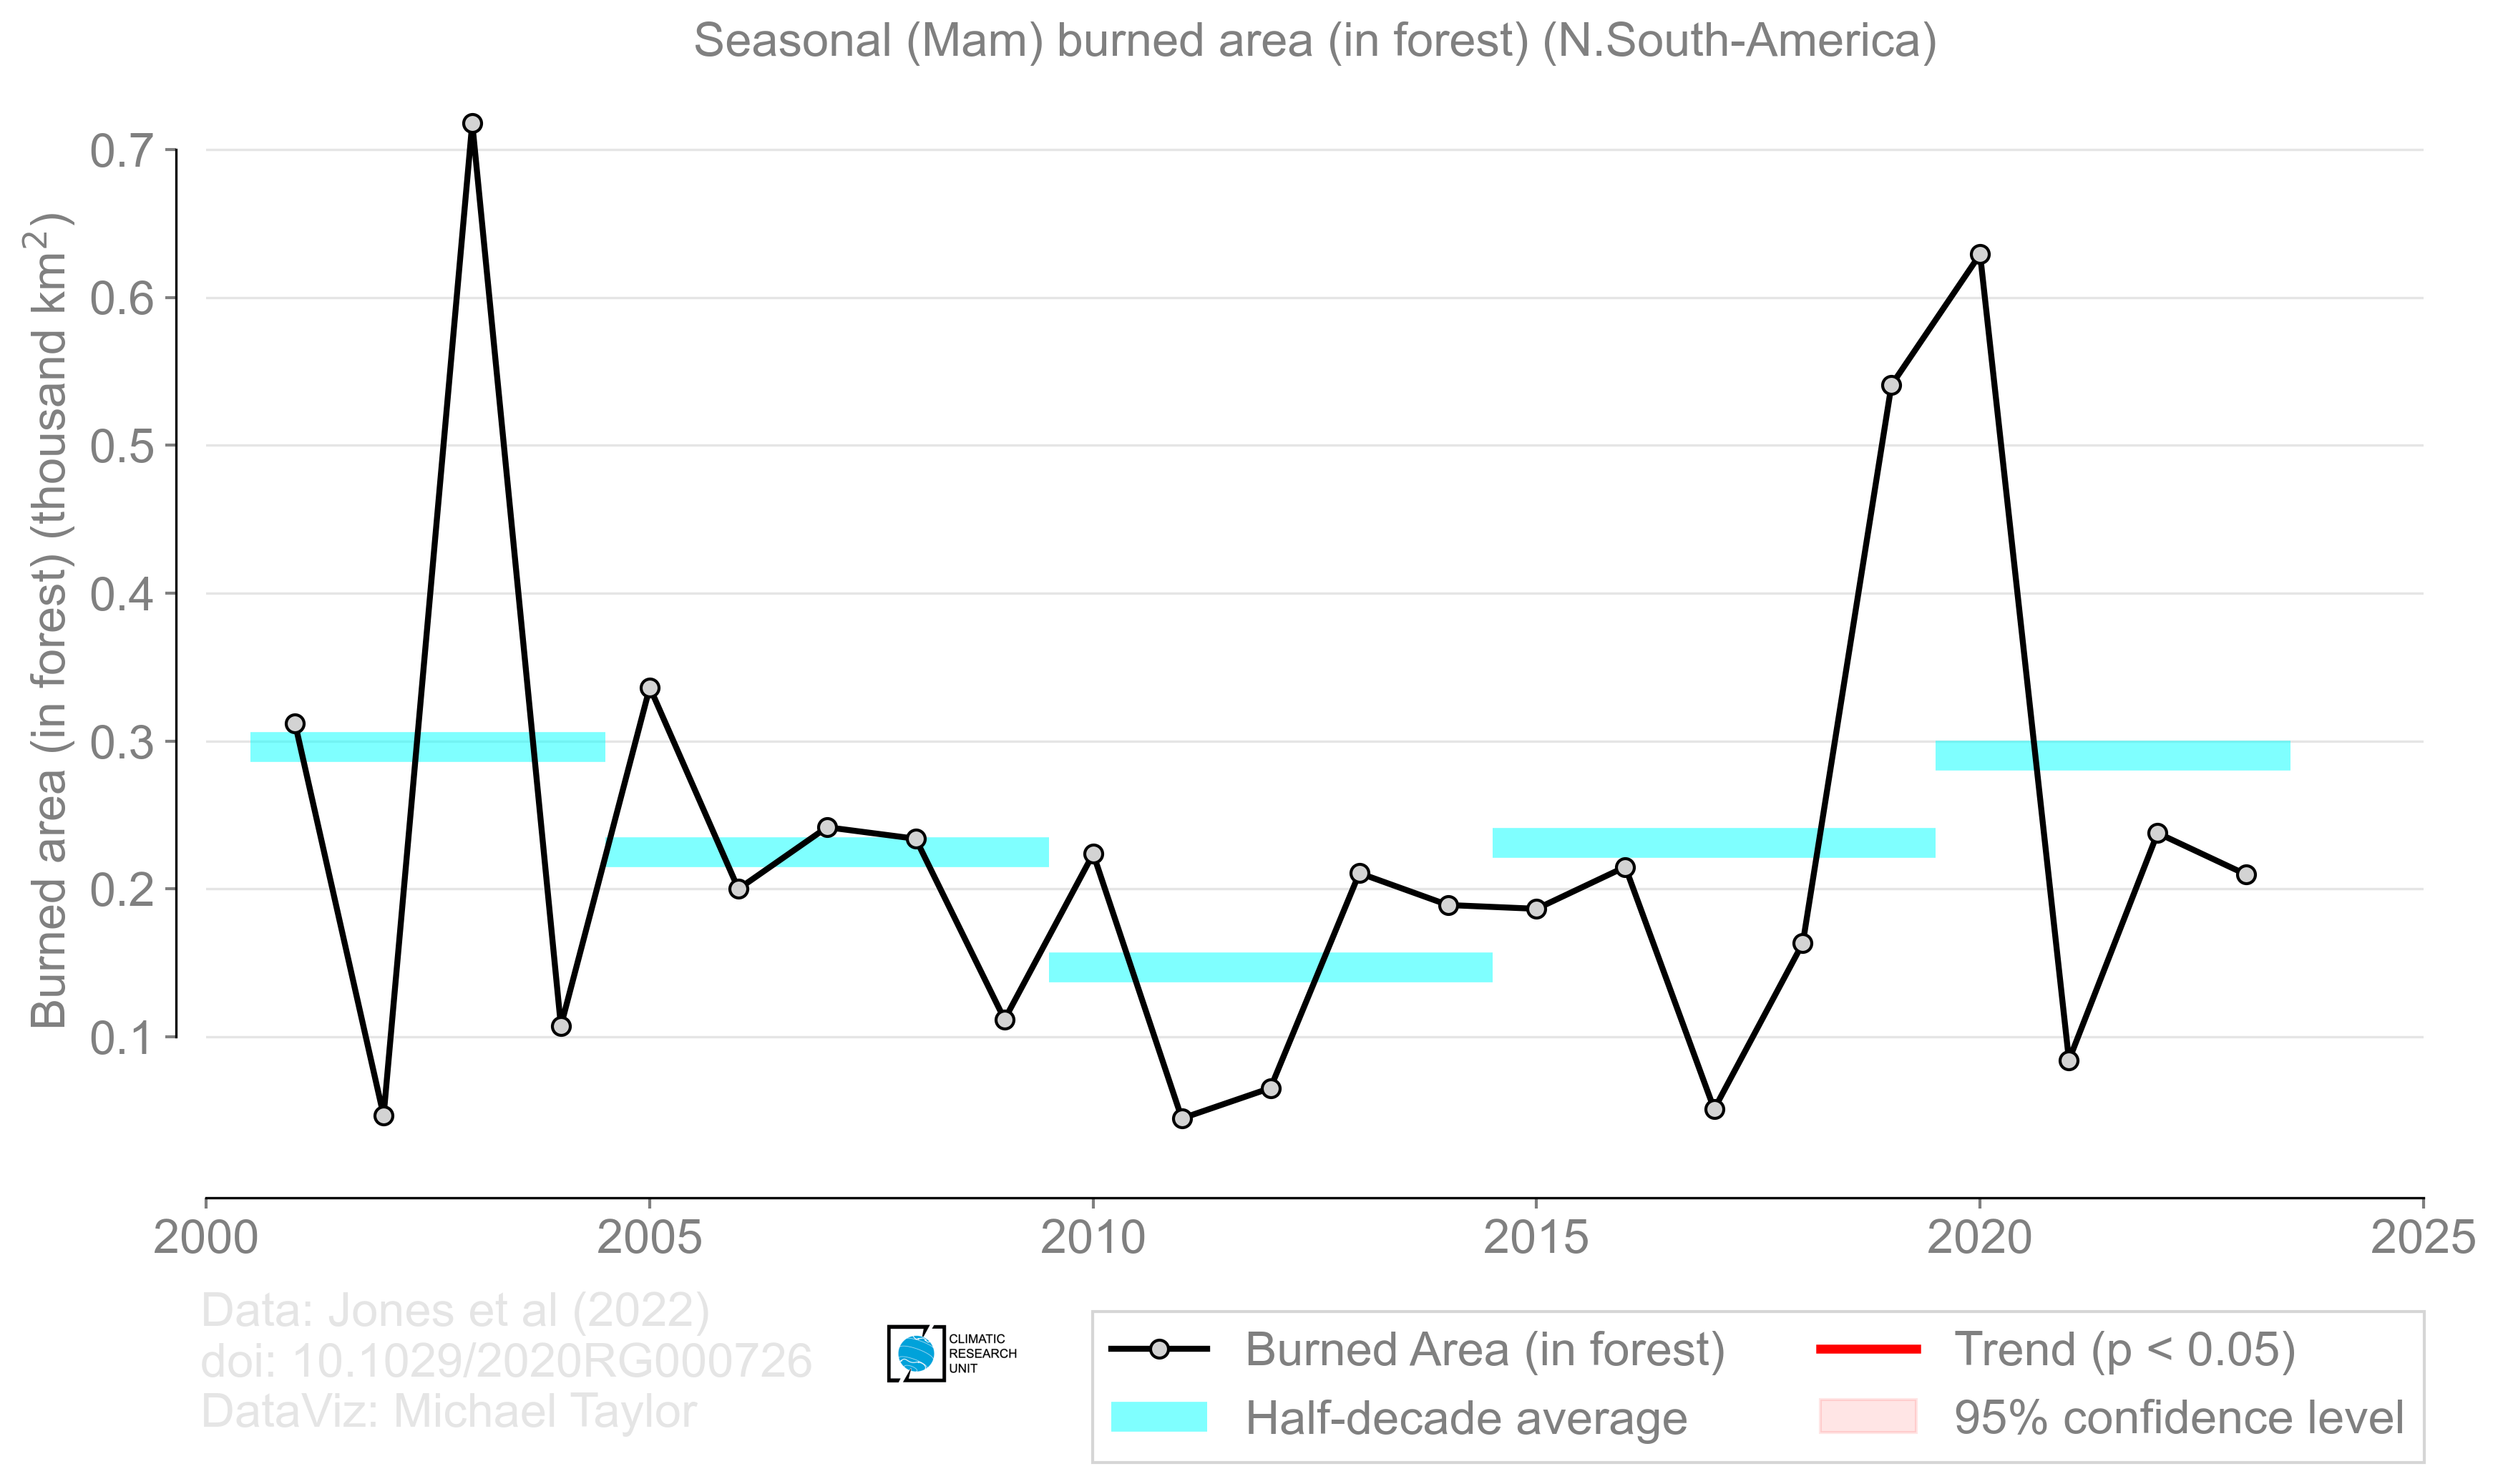 Seasonal (Mam) burned area (in forest) (N.South-America)
Burned area (in forest) (thousand km²)
0.7
0.6
0.5
0.4
0.3
0.2
0.1
2000 2005 2010 2015 2020 2025
Data: Jones et al (2022)
doi: 10.1029/2020RG000726
DataViz: Michael Taylor
CLIMATIC
RESEARCH
UNIT
Burned Area (in forest)
Half-decade average
Trend (p < 0.05)
95% confidence level